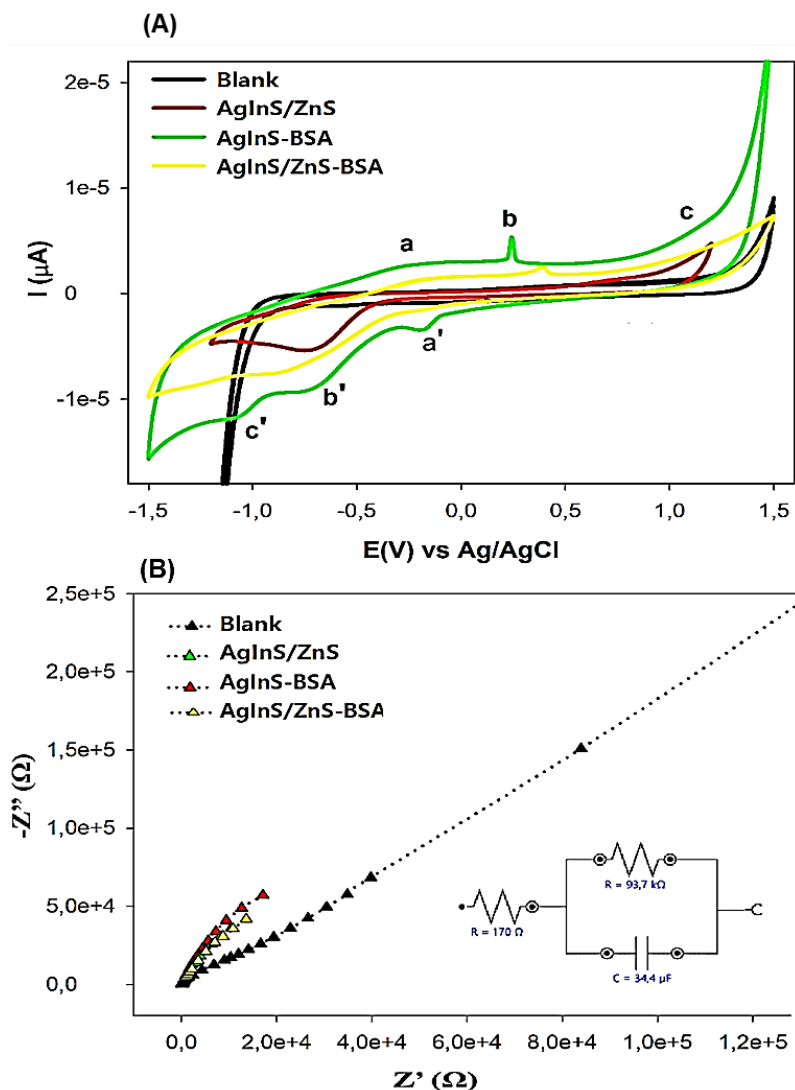 (A)
Blank
AgInS/ZnS
AgInS-BSA
AgInS/ZnS-BSA
a
b
c
a'
b'
c'
I (µA)
2e-5
1e-5
0
-1e-5
-1,5
-1,0
-0,5
0,0
0,5
1,0
1,5
E(V) vs Ag/AgCl
(B)
Blank
AgInS/ZnS
AgInS-BSA
AgInS/ZnS-BSA
-Z” (Ω)
2,5e+5
2,0e+5
1,5e+5
1,0e+5
5,0e+4
0,0
R = 93,7 kΩ
R = 170 Ω
C
C = 34,4 µF
0,0
2,0e+4
4,0e+4
6,0e+4
8,0e+4
1,0e+5
1,2e+5
Z' (Ω)